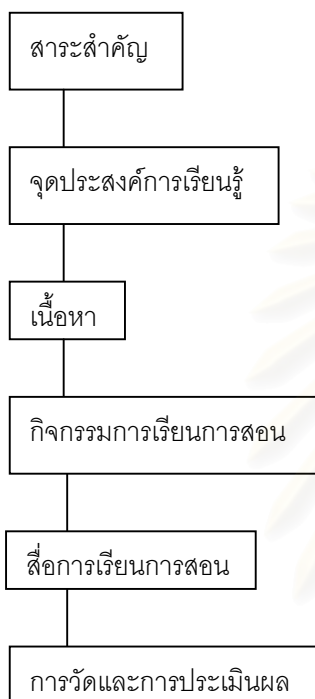 สาระสำคัญ
จุดประสงค์การเรียนรู้
เนื้อหา
กิจกรรมการเรียนการสอน
สื่อการเรียนการสอน
การวัดและการประเมินผล